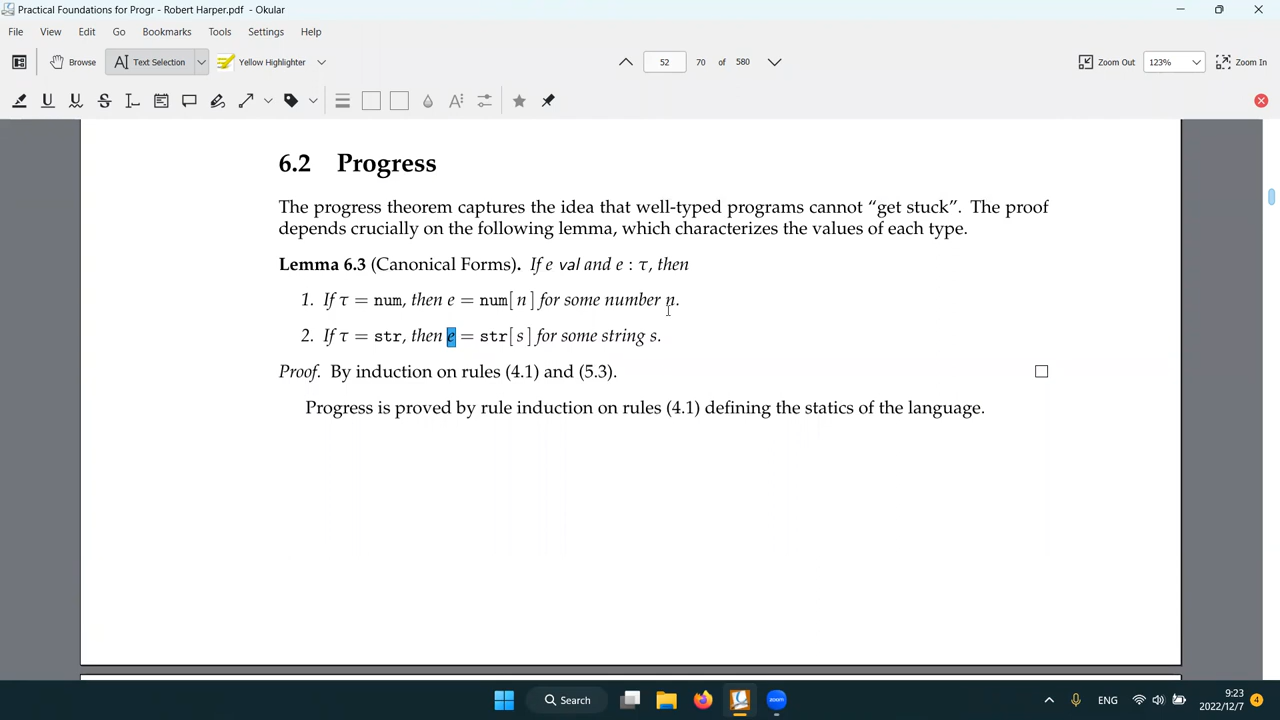 Practical Foundations for Progr - Robert Harper.pdf - Okular
File View Edit Go Bookmarks Tools Settings Help
Browse Text Selection Yellow Highlighter 52 70 of 580 Zoom Out 123% Zoom In
6.2 Progress
The progress theorem captures the idea that well-typed programs cannot “get stuck”. The proof
depends crucially on the following lemma, which characterizes the values of each type.
Lemma 6.3 (Canonical Forms). If e val and e : τ, then
1. If τ = num, then e = num[ n ] for some number n.
2. If τ = str, then e = str[ s ] for some string s.
Proof. By induction on rules (4.1) and (5.3). □
Progress is proved by rule induction on rules (4.1) defining the statics of the language.
Search ENG 9:23 4
2022/12/7